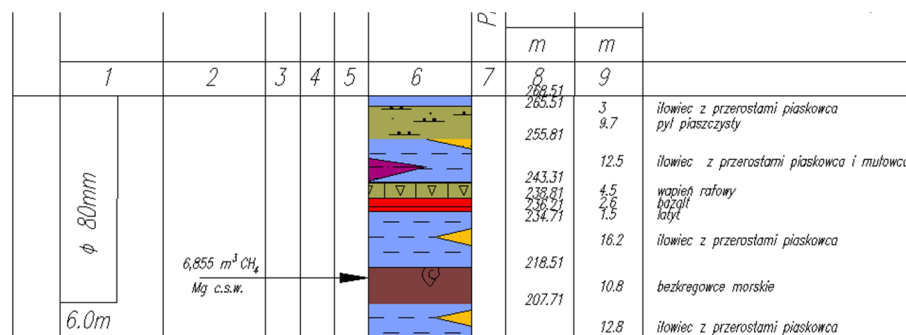 P
m m
1 2 3 4 5 6 7 8 9
268.51
265.51 3 iłowiec z przerostami piaskowca
9.7 pył piaszczysty
255.81
12.5 iłowiec z przerostami piaskowca i mułowca
243.31
238.81 4.5 wapień rafowy
236.21 2.6 bazalt
234.71 1.5 latyt
φ 80mm
16.2 iłowiec z przerostami piaskowca
218.51
6,855 m³ CH₄
Mg c.s.w.
10.8 bezkręgowce morskie
207.71
6.0m
12.8 iłowiec z przerostami piaskowca